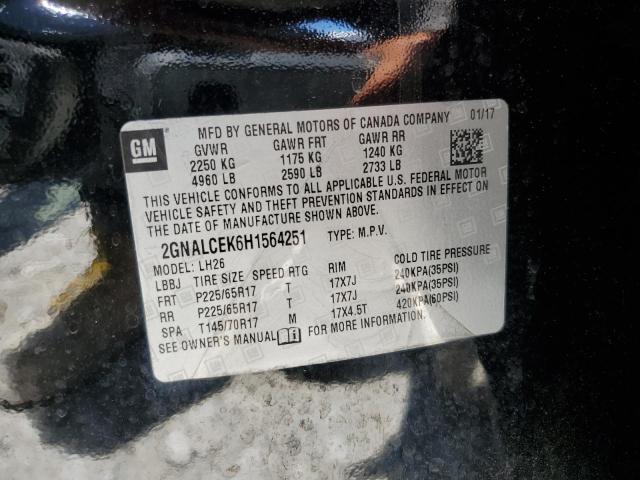 GM
MFD BY GENERAL MOTORS OF CANADA COMPANY 01/17
GVWR GAWR FRT GAWR RR
2250 KG 1175 KG 1240 KG
4960 LB 2590 LB 2733 LB
THIS VEHICLE CONFORMS TO ALL APPLICABLE U.S. FEDERAL MOTOR
VEHICLE SAFETY AND THEFT PREVENTION STANDARDS IN EFFECT ON
THE DATE OF MANUFACTURE SHOWN ABOVE.
2GNALCEK6H1564251 TYPE: M.P.V.
MODEL: LH26
LBBJ TIRE SIZE SPEED RTG RIM COLD TIRE PRESSURE
FRT P225/65R17 T 17X7J 240KPA(35PSI)
RR P225/65R17 T 17X7J 240KPA(35PSI)
SPA T145/70R17 M 17X4.5T 420KPA(60PSI)
SEE OWNER'S MANUAL